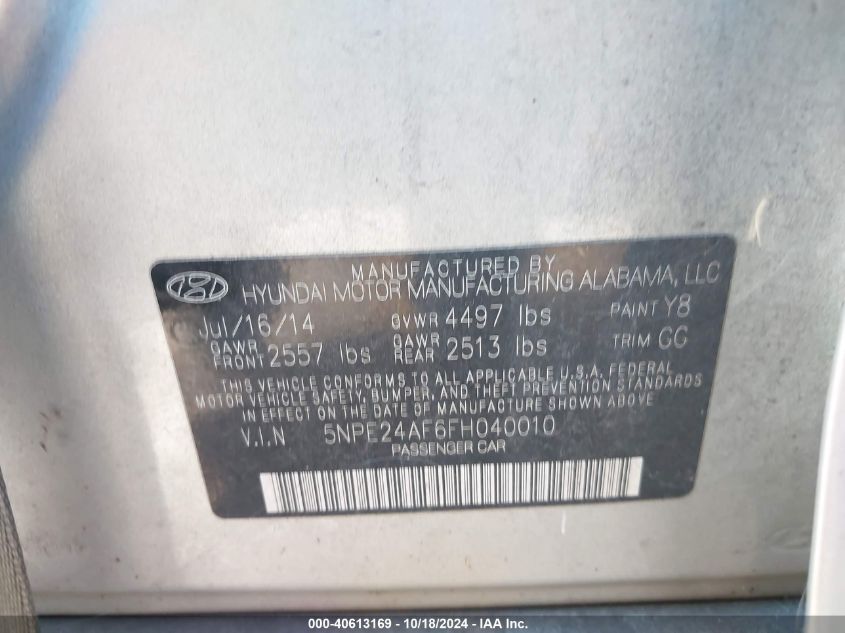 MANUFACTURED BY
HYUNDAI MOTOR MANUFACTURING ALABAMA, LLC
Jul/16/14 GVWR 4497 lbs PAINT Y8
GAWR FRONT 2557 lbs GAWR REAR 2513 lbs TRIM GG
THIS VEHICLE CONFORMS TO ALL APPLICABLE U.S.A. FEDERAL
MOTOR VEHICLE SAFETY, BUMPER, AND THEFT PREVENTION STANDARDS
IN EFFECT ON THE DATE OF MANUFACTURE SHOWN ABOVE.
V.I.N 5NPE24AF6FH040010
PASSENGER CAR
000-40613169 - 10/18/2024 - IAA Inc.